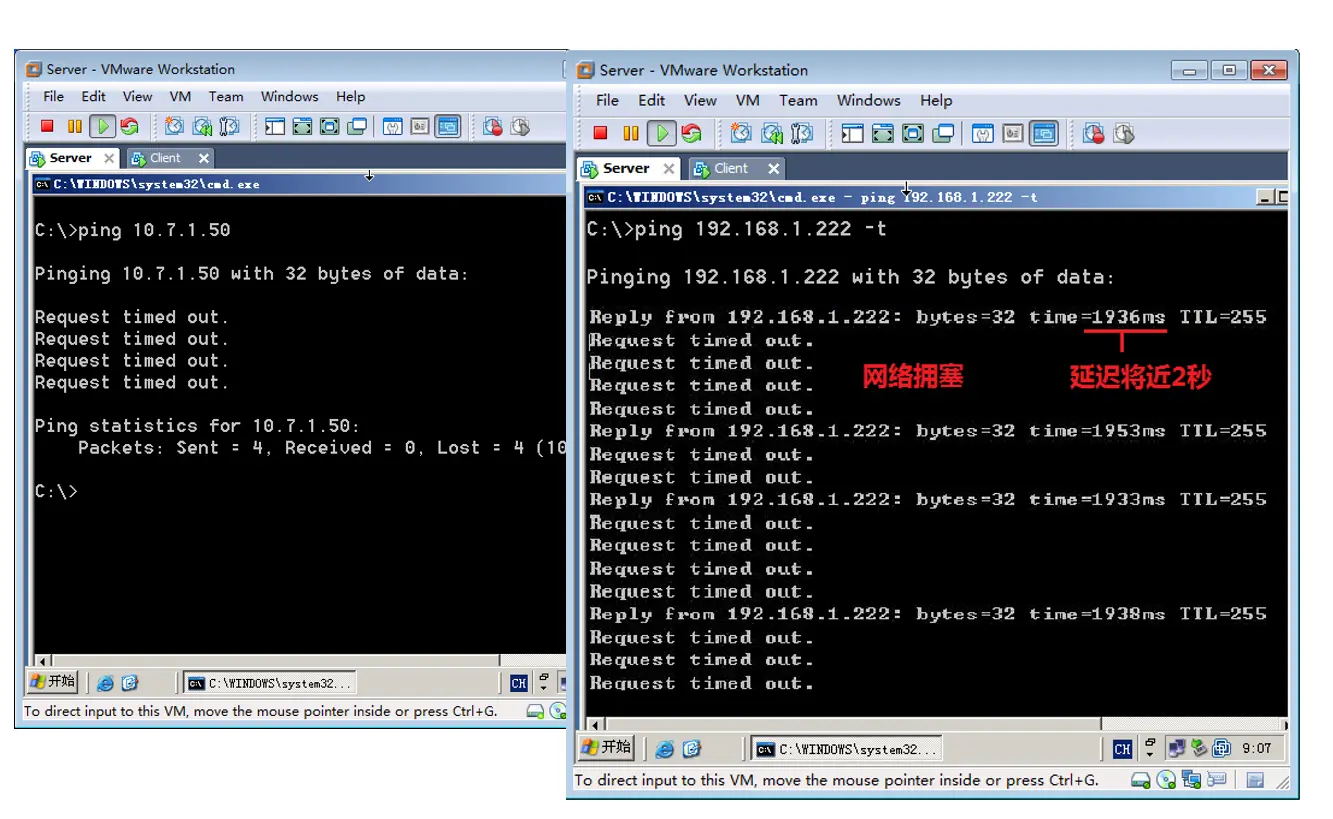 Server - VMware Workstation
File Edit View VM Team Windows Help
Server Client
C:\WINDOWS\system32\cmd.exe
C:\>ping 10.7.1.50
Pinging 10.7.1.50 with 32 bytes of data:
Request timed out.
Request timed out.
Request timed out.
Request timed out.
Ping statistics for 10.7.1.50:
Packets: Sent = 4, Received = 0, Lost = 4 (10
C:\>
开始 C:\WINDOWS\system32... CH
To direct input to this VM, move the mouse pointer inside or press Ctrl+G.
Server - VMware Workstation
File Edit View VM Team Windows Help
Server Client
C:\WINDOWS\system32\cmd.exe - ping 192.168.1.222 -t
C:\>ping 192.168.1.222 -t
Pinging 192.168.1.222 with 32 bytes of data:
Reply from 192.168.1.222: bytes=32 time=1936ms TTL=255
Request timed out.
Request timed out.
网络拥塞 延迟将近2秒
Request timed out.
Request timed out.
Reply from 192.168.1.222: bytes=32 time=1953ms TTL=255
Request timed out.
Request timed out.
Reply from 192.168.1.222: bytes=32 time=1933ms TTL=255
Request timed out.
Request timed out.
Request timed out.
Request timed out.
Reply from 192.168.1.222: bytes=32 time=1938ms TTL=255
Request timed out.
Request timed out.
Request timed out.
开始 C:\WINDOWS\system32... CH 9:07
To direct input to this VM, move the mouse pointer inside or press Ctrl+G.